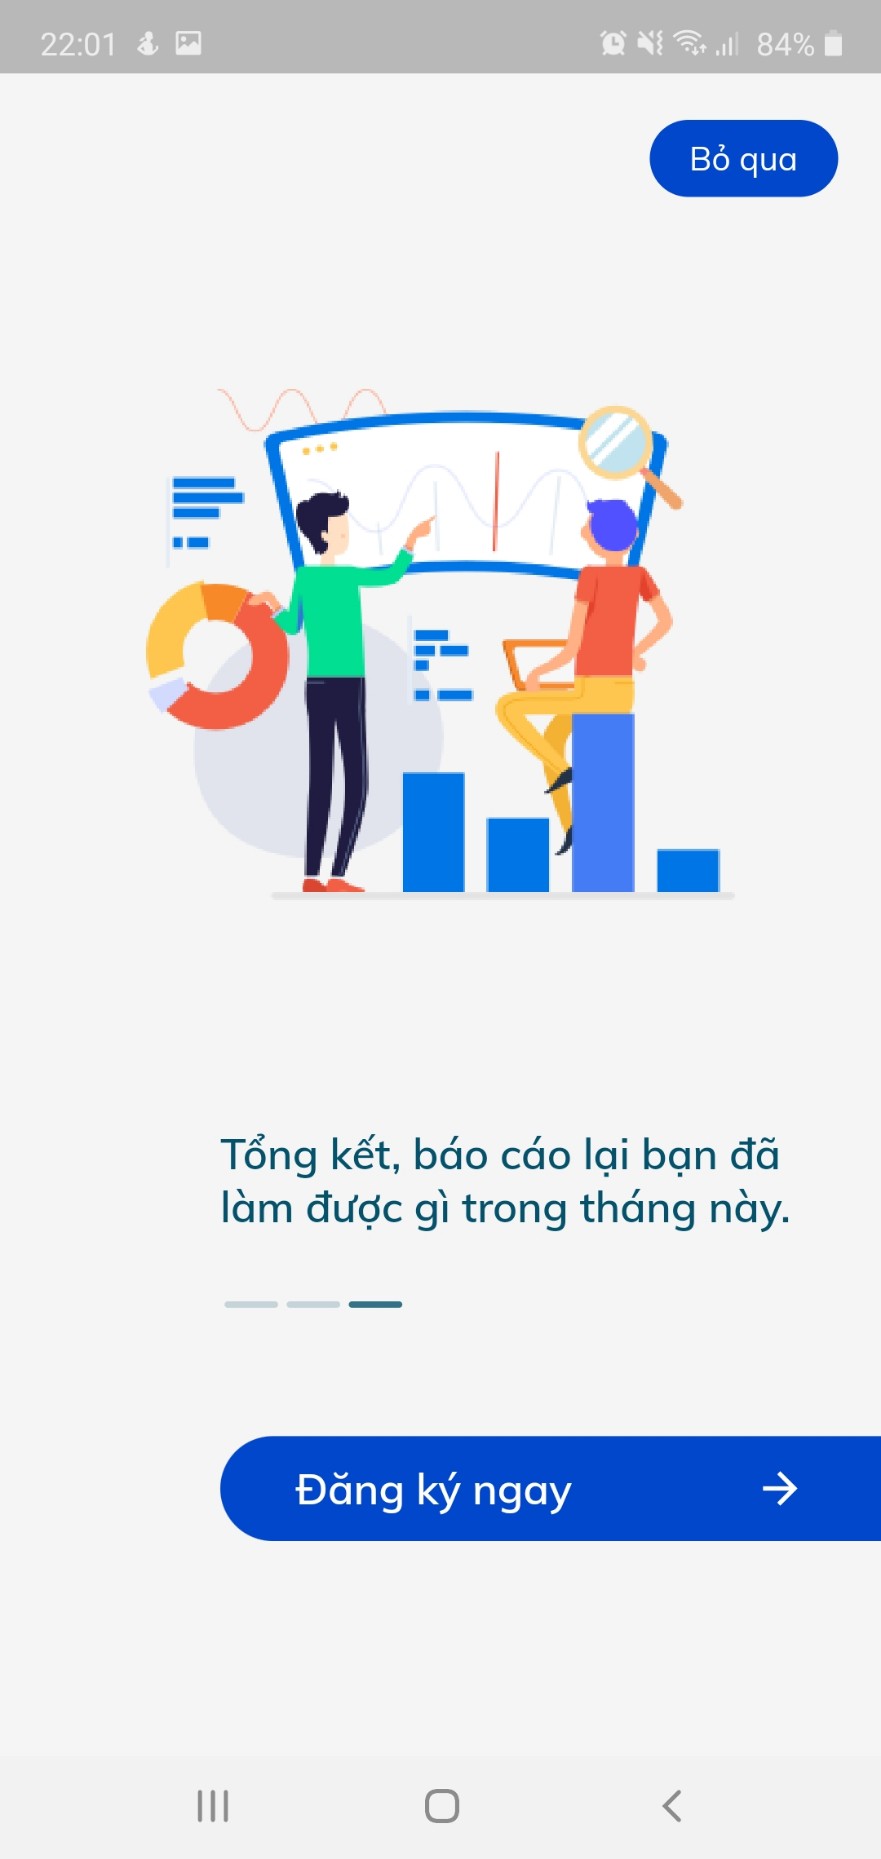 22:01
84%
Bỏ qua
Tổng kết, báo cáo lại bạn đã
làm được gì trong tháng này.
Đăng ký ngay